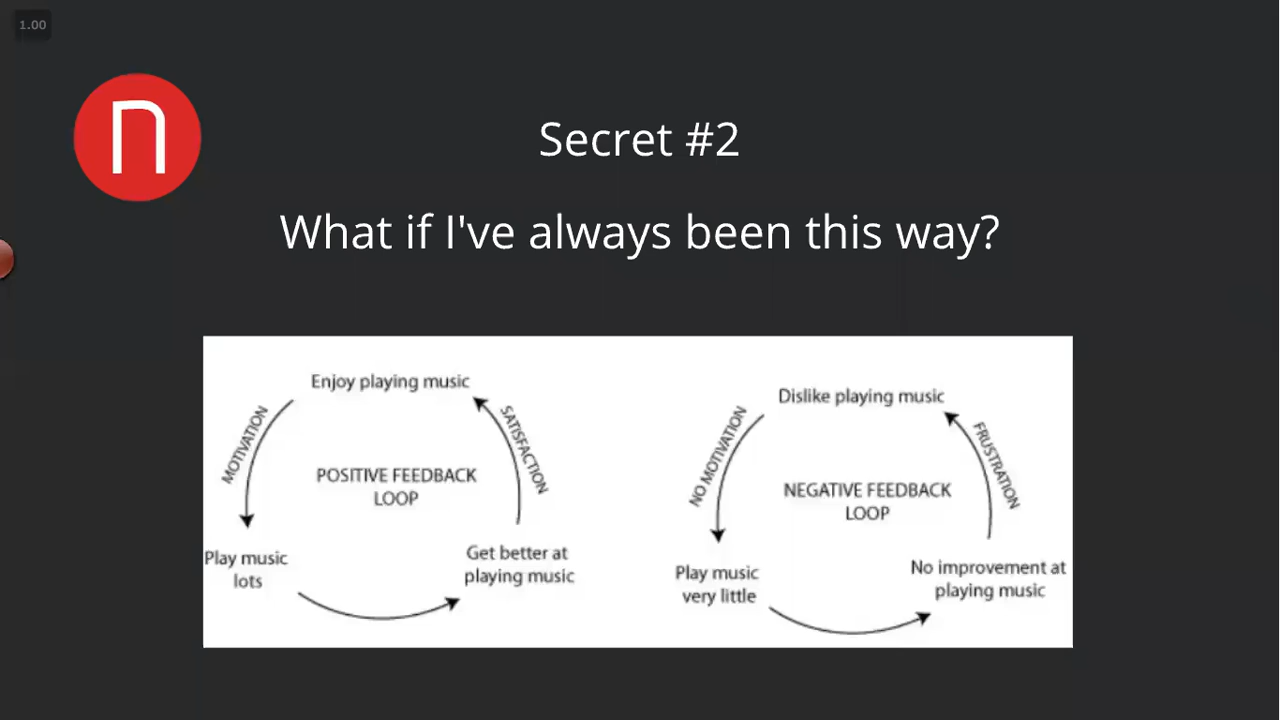 1.00
n
Secret #2
What if I've always been this way?
Enjoy playing music
MOTIVATION
SATISFACTION
POSITIVE FEEDBACK
LOOP
Play music
lots
Get better at
playing music
Dislike playing music
NO MOTIVATION
FRUSTRATION
NEGATIVE FEEDBACK
LOOP
Play music
very little
No improvement at
playing music